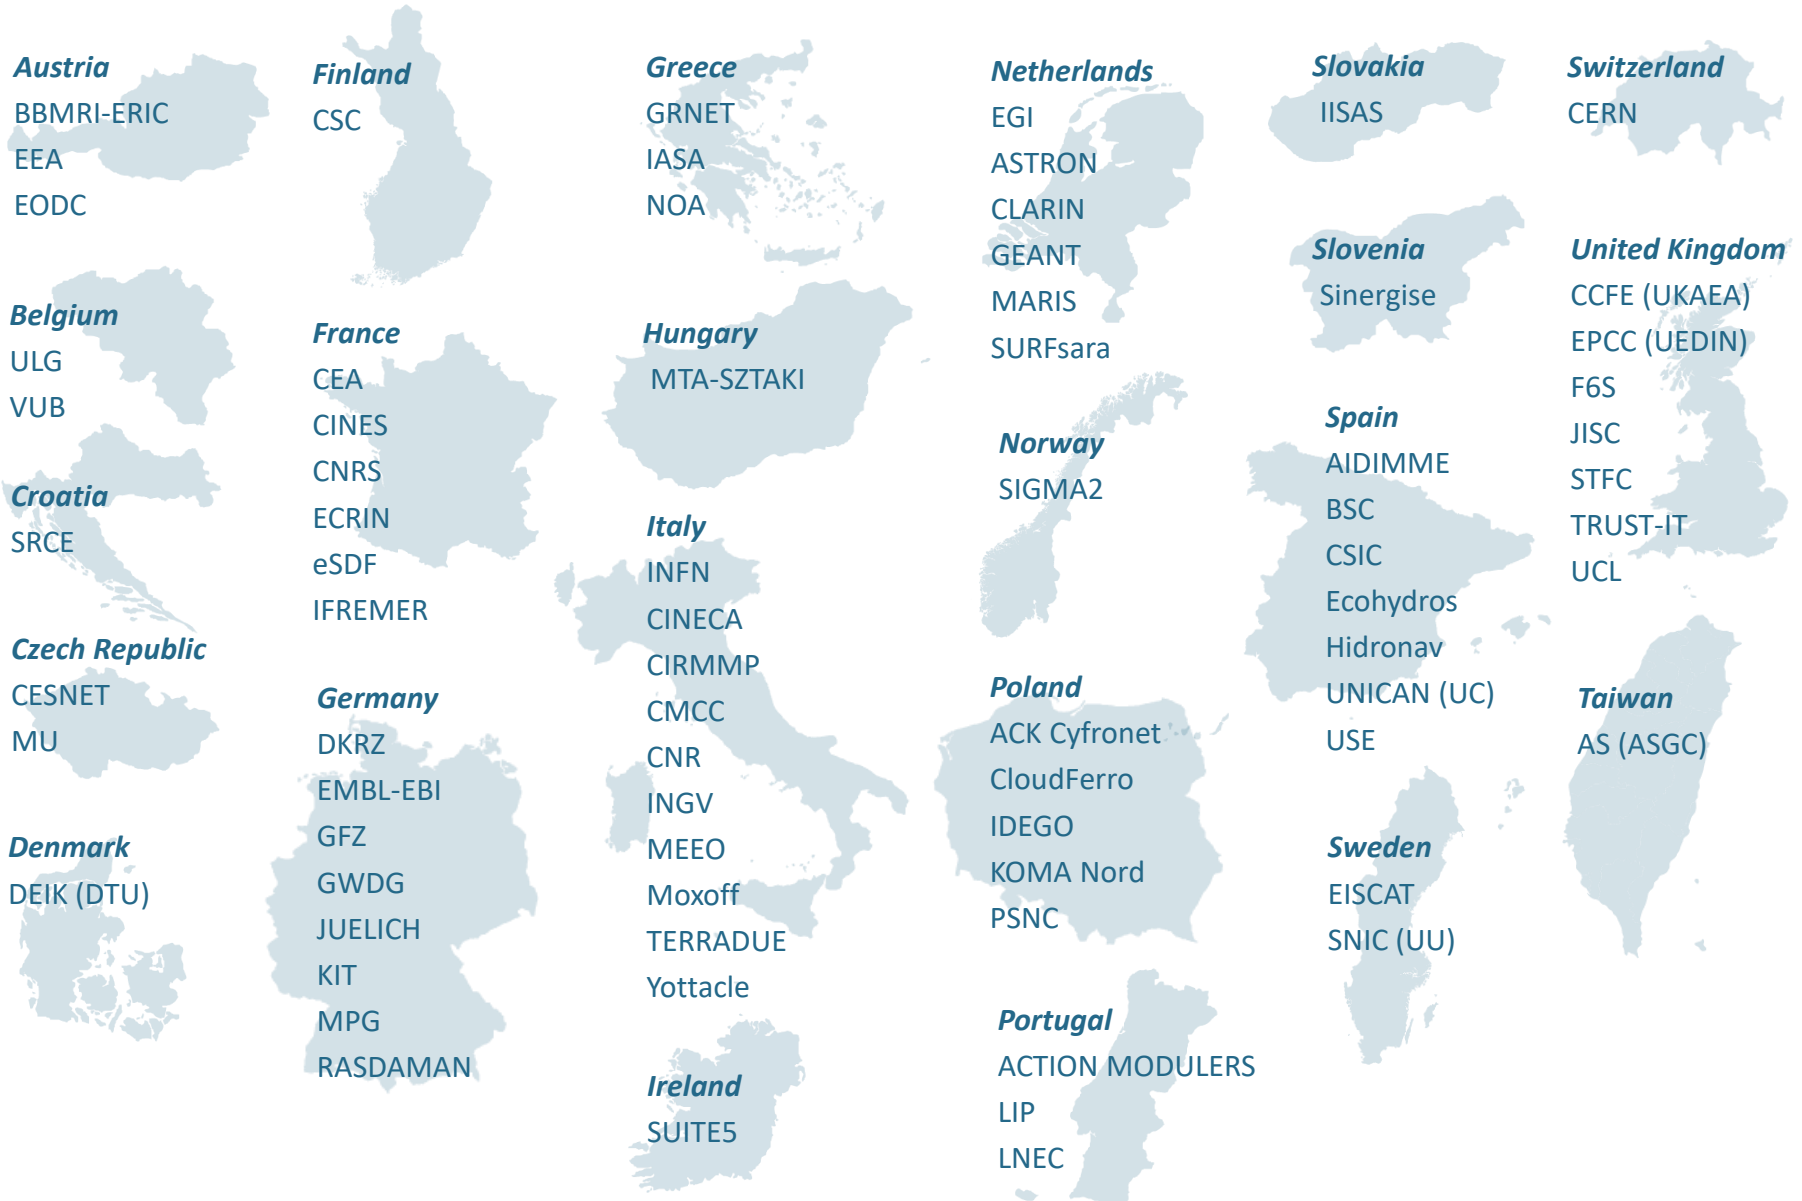 Austria
BBMRI-ERIC
EEA
EODC
Belgium
ULG
VUB
Croatia
SRCE
Czech Republic
CESNET
MU
Denmark
DEIK (DTU)
Finland
CSC
France
CEA
CINES
CNRS
ECRIN
eSDF
IFREMER
Germany
DKRZ
EMBL-EBI
GFZ
GWDG
JUELICH
KIT
MPG
RASDAMAN
Greece
GRNET
IASA
NOA
Hungary
MTA-SZTAKI
Italy
INFN
CINECA
CIRMMP
CMCC
CNR
INGV
MEEO
Moxoff
TERRADUE
Yottacle
Ireland
SUITE5
Netherlands
EGI
ASTRON
CLARIN
GEANT
MARIS
SURFsara
Norway
SIGMA2
Poland
ACK Cyfronet
CloudFerro
IDEGO
KOMA Nord
PSNC
Portugal
ACTION MODULERS
LIP
LNEC
Slovakia
IISAS
Slovenia
Sinergise
Spain
AIDIMME
BSC
CSIC
Ecohydros
Hidronav
UNICAN (UC)
USE
Sweden
EISCAT
SNIC (UU)
Switzerland
CERN
United Kingdom
CCFE (UKAEA)
EPCC (UEDIN)
F6S
JISC
STFC
TRUST-IT
UCL
Taiwan
AS (ASGC)